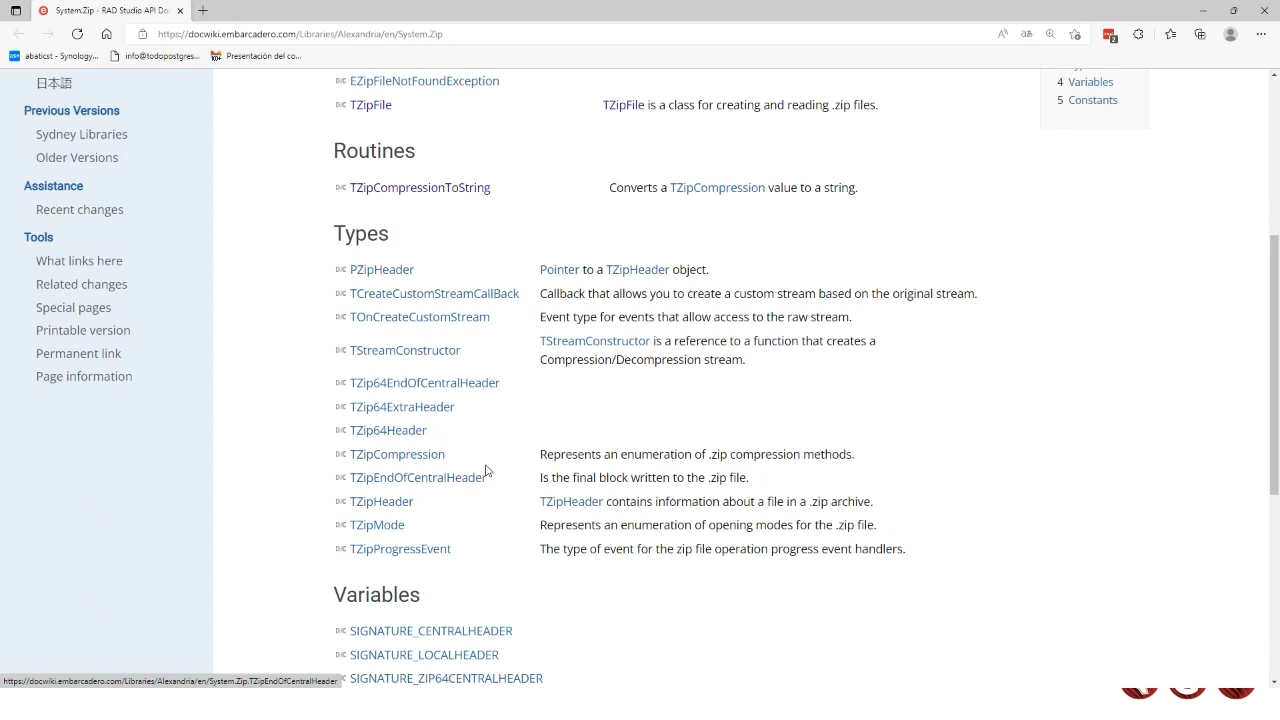 System.Zip - RAD Studio API Do
https://docwiki.embarcadero.com/Libraries/Alexandria/en/System.Zip
abaticst - Synology...
info@todopostgres...
Presentación del co...
日本語
Previous Versions
Sydney Libraries
Older Versions
Assistance
Recent changes
Tools
What links here
Related changes
Special pages
Printable version
Permanent link
Page information
EZipFileNotFoundException
TZipFile TZipFile is a class for creating and reading .zip files.
Routines
TZipCompressionToString Converts a TZipCompression value to a string.
Types
PZipHeader Pointer to a TZipHeader object.
TCreateCustomStreamCallBack Callback that allows you to create a custom stream based on the original stream.
TOnCreateCustomStream Event type for events that allow access to the raw stream.
TStreamConstructor TStreamConstructor is a reference to a function that creates a
Compression/Decompression stream.
TZip64EndOfCentralHeader
TZip64ExtraHeader
TZip64Header
TZipCompression Represents an enumeration of .zip compression methods.
TZipEndOfCentralHeader Is the final block written to the .zip file.
TZipHeader TZipHeader contains information about a file in a .zip archive.
TZipMode Represents an enumeration of opening modes for the .zip file.
TZipProgressEvent The type of event for the zip file operation progress event handlers.
Variables
SIGNATURE_CENTRALHEADER
SIGNATURE_LOCALHEADER
SIGNATURE_ZIP64CENTRALHEADER
4 Variables
5 Constants
https://docwiki.embarcadero.com/Libraries/Alexandria/en/System.Zip.TZipEndOfCentralHeader